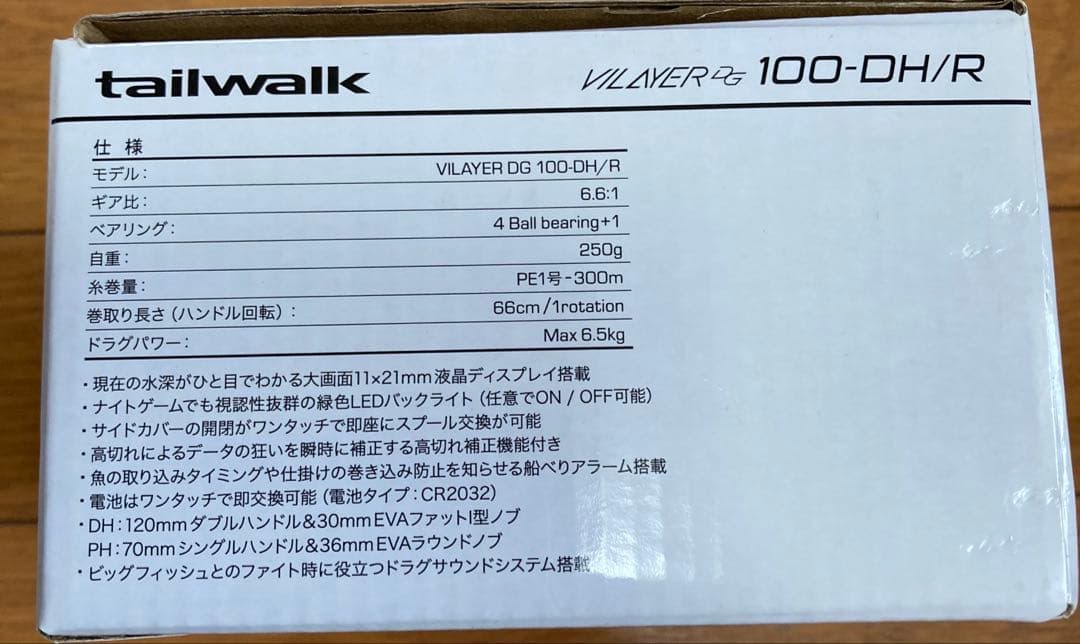 tailwalk
VILAYER DG 100-DH/R
仕 様
モデル: VILAYER DG 100-DH/R
ギア比: 6.6:1
ベアリング: 4 Ball bearing+1
自重: 250g
糸巻量: PE1号-300m
巻取り長さ(ハンドル回転): 66cm/1rotation
ドラグパワー: Max 6.5kg
・現在の水深がひと目でわかる大画面11×21mm液晶ディスプレイ搭載
・ナイトゲームでも視認性抜群の緑色LEDバックライト(任意でON / OFF可能)
・サイドカバーの開閉がワンタッチで即座にスプール交換が可能
・高切れによるデータの狂いを瞬時に補正する高切れ補正機能付き
・魚の取り込みタイミングや仕掛けの巻き込み防止を知らせる船べりアラーム搭載
・電池はワンタッチで即交換可能(電池タイプ:CR2032)
・DH:120mmダブルハンドル&30mmEVAファットI型ノブ
PH:70mmシングルハンドル&36mmEVAラウンドノブ
・ビッグフィッシュとのファイト時に役立つドラグサウンドシステム搭載